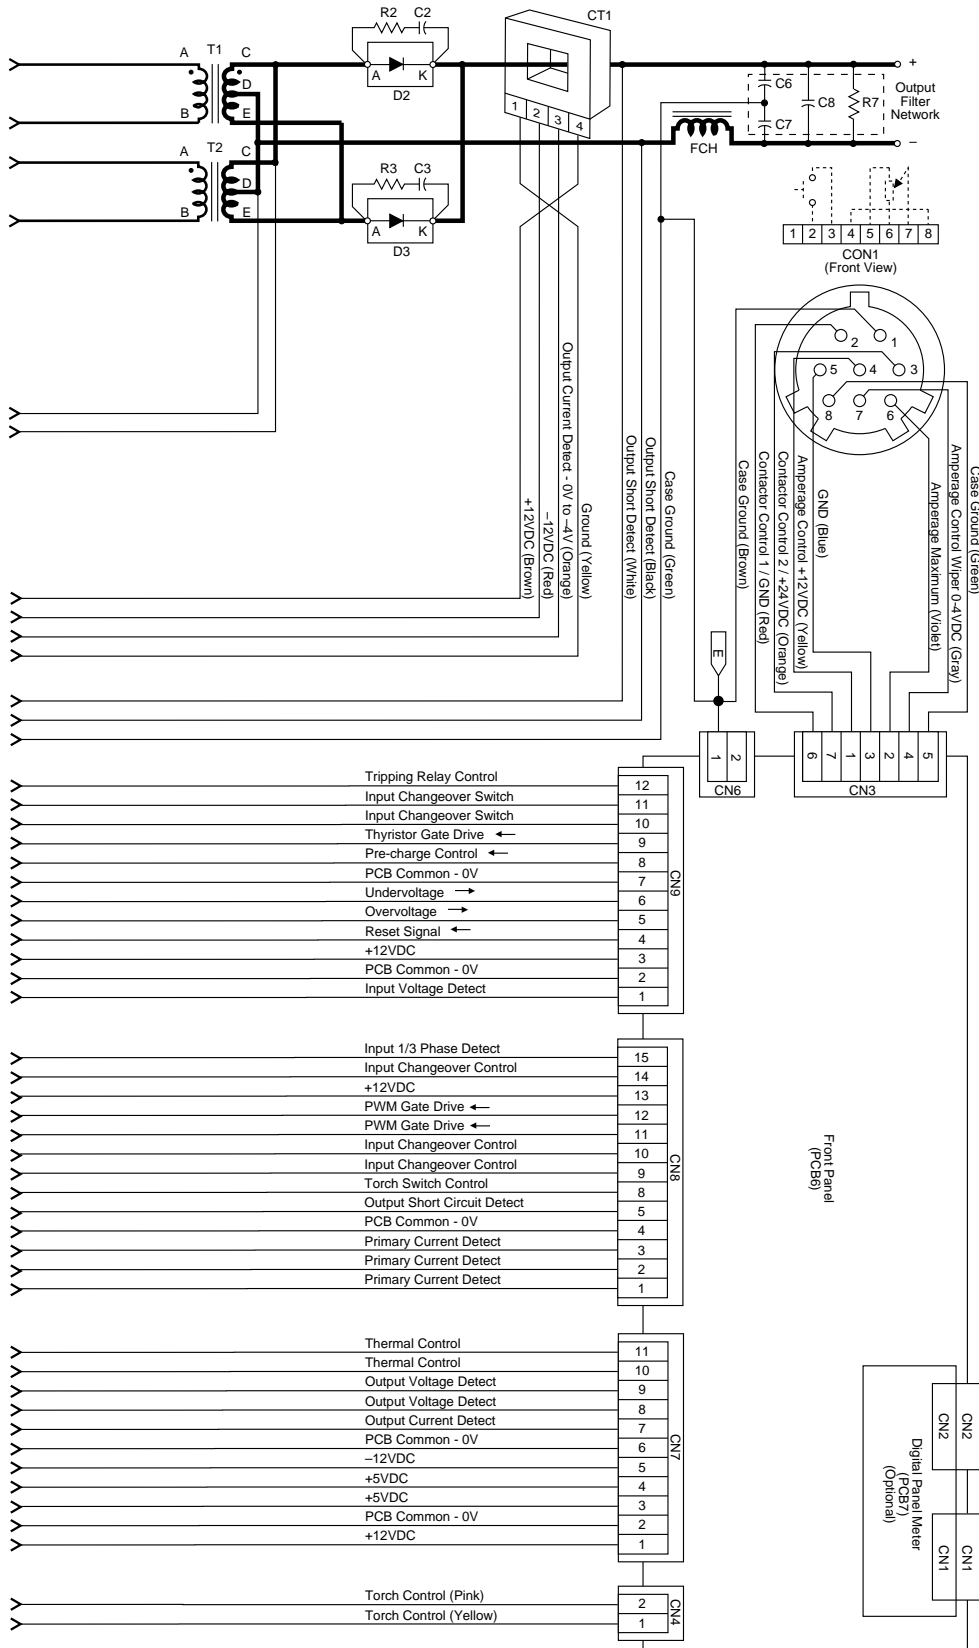 R2 C2
CT1
A T1 C
D
B E
A K
D2
1 2 3 4
+
C6
C8 R7
C7
Output
Filter
Network
–
FCH
A T2 C
D
B E
R3 C3
A K
D3
1 2 3 4 5 6 7 8
CON1
(Front View)
2 1
5 4 3
8 7 6
+12VDC (Brown)
–12VDC (Red)
Output Current Detect - 0V to –4V (Orange)
Ground (Yellow)
Output Short Detect (White)
Output Short Detect (Black)
Case Ground (Green)
Case Ground (Brown)
Contactor Control 1 / GND (Red)
Contactor Control 2 / +24VDC (Orange)
Amperage Control +12VDC (Yellow)
GND (Blue)
Amperage Maximum (Violet)
Amperage Control Wiper 0-4VDC (Gray)
Case Ground (Green)
E
1 2
CN6
6 7 1 3 2 4 5
CN3
Tripping Relay Control 12
Input Changeover Switch 11
Input Changeover Switch 10
Thyristor Gate Drive ← 9
Pre-charge Control ← 8
PCB Common - 0V 7
Undervoltage → 6
Overvoltage → 5
Reset Signal ← 4
+12VDC 3
PCB Common - 0V 2
Input Voltage Detect 1
CN9
Input 1/3 Phase Detect 15
Input Changeover Control 14
+12VDC 13
PWM Gate Drive ← 12
PWM Gate Drive ← 11
Input Changeover Control 10
Input Changeover Control 9
Torch Switch Control 8
Output Short Circuit Detect 5
PCB Common - 0V 4
Primary Current Detect 3
Primary Current Detect 2
Primary Current Detect 1
CN8
Front Panel
(PCB6)
Thermal Control 11
Thermal Control 10
Output Voltage Detect 9
Output Voltage Detect 8
Output Current Detect 7
PCB Common - 0V 6
–12VDC 5
+5VDC 4
+5VDC 3
PCB Common - 0V 2
+12VDC 1
CN7
CN2 CN2
Digital Panel Meter
(PCB7)
(Optional)
CN1 CN1
Torch Control (Pink) 2
Torch Control (Yellow) 1
CN4